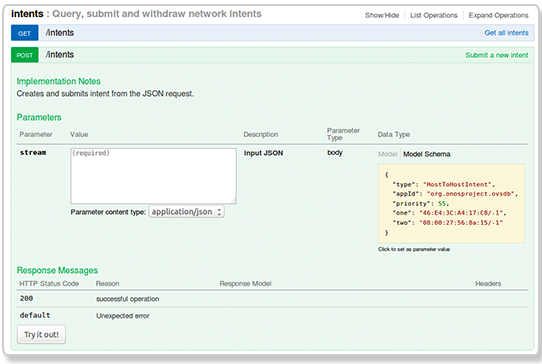 intents : Query, submit and withdraw network intents
Show/Hide List Operations Expand Operations
GET /intents Get all intents
POST /intents Submit a new intent
Implementation Notes
Creates and submits intent from the JSON request.
Parameters
Parameter Value Description Parameter Type Data Type
stream (required) Input JSON body Model Model Schema
{
"type": "HostToHostIntent",
"appId": "org.onosproject.ovsdb",
"priority": 55,
"one": "46:E4:3C:A4:17:C8/-1",
"two": "08:00:27:56:8a:15/-1"
}
Parameter content type: application/json
Click to set as parameter value
Response Messages
HTTP Status Code Reason Response Model Headers
200 successful operation
default Unexpected error
Try it out!